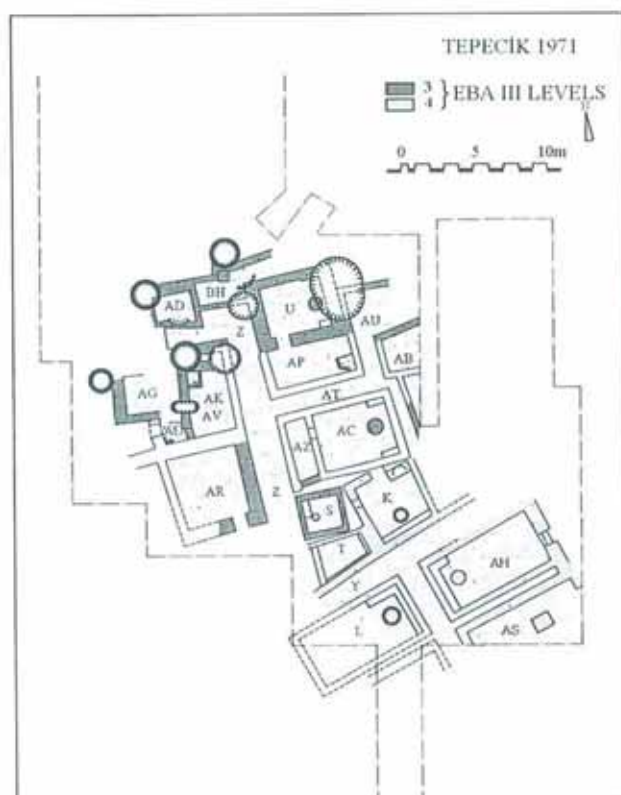 TEPECİK 1971
3
4 } EBA III LEVELS
0 5 10m
BH
AD
U
Z
AU
AP
AB
AG
AK
AV
AT
AZ
AC
AR
Z
S
K
T
Y
AH
L
AS